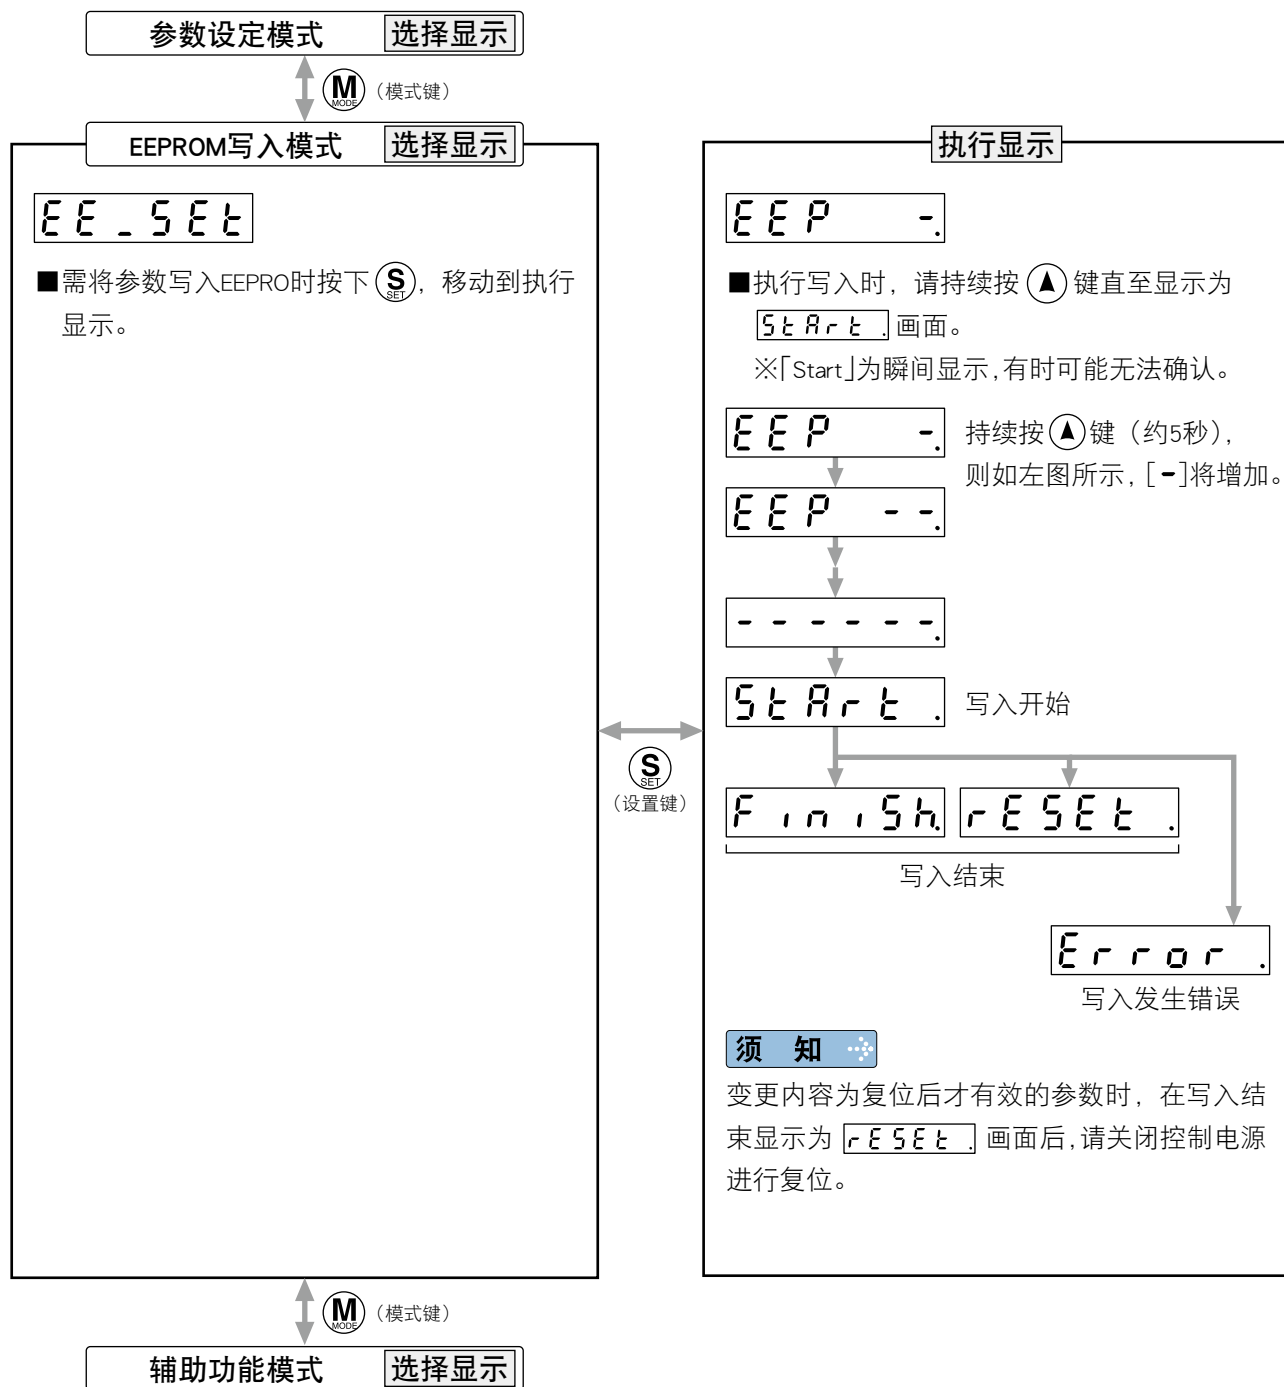 参数设定模式 选择显示
M MODE （模式键）
EEPROM写入模式 选择显示
EE_SEt
■需将参数写入EEPRO时按下 S SET ，移动到执行
显示。
S SET
（设置键）
执行显示
EEP -.
■执行写入时，请持续按▲键直至显示为
StArt . 画面。
※「Start」为瞬间显示,有时可能无法确认。
EEP -. 持续按▲键（约5秒），
则如左图所示，[-]将增加。
EEP --.
------.
StArt . 写入开始
FiniSh. rESEt .
写入结束
Error .
写入发生错误
须 知
变更内容为复位后才有效的参数时，在写入结
束显示为 rESEt . 画面后,请关闭控制电源
进行复位。
M MODE （模式键）
辅助功能模式 选择显示